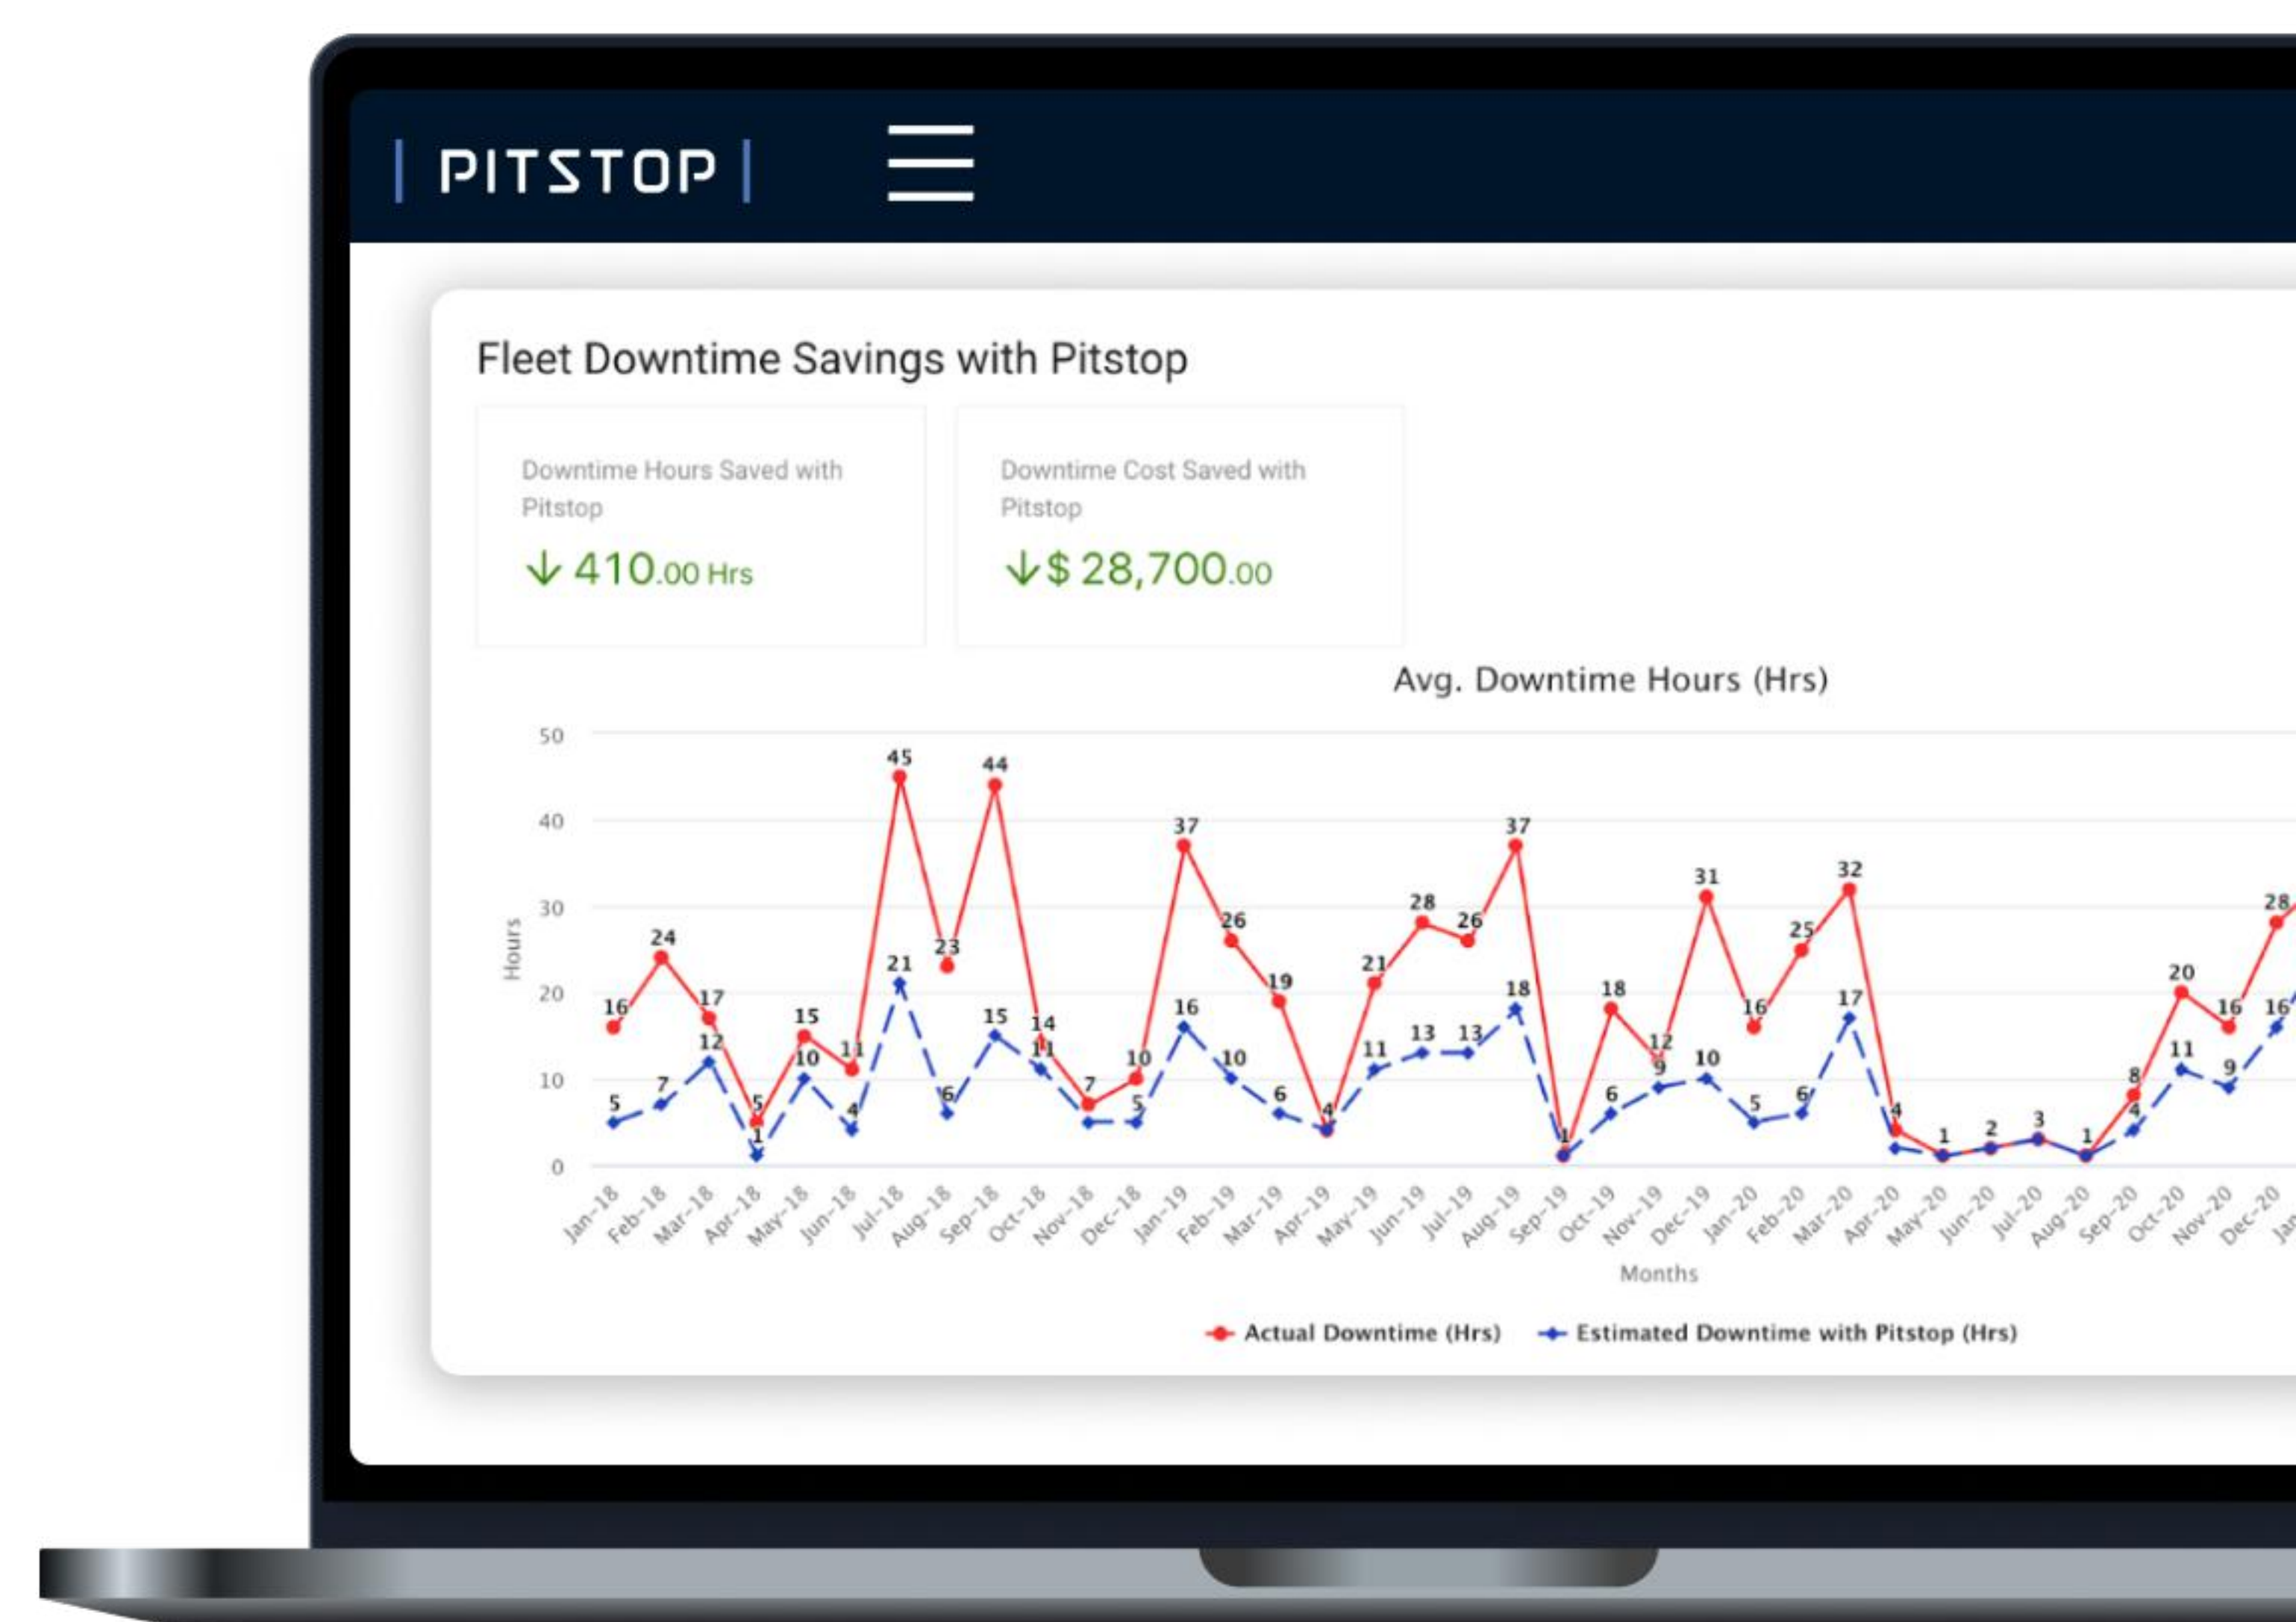 PITSTOP
Fleet Downtime Savings with Pitstop
Downtime Hours Saved with
Pitstop
↓ 410.00 Hrs
Downtime Cost Saved with
Pitstop
↓$ 28,700.00
Avg. Downtime Hours (Hrs)
50
40
30
20
10
0
Hours
16 24 17 5 15 11 45 23 44 14 7 10 37 26 19 4 21 28 26 37 1 18 12 31 16 25 32 4 1 2 3 1 8 20 16 28
5 7 12 1 10 4 21 6 15 11 5 16 10 6 11 13 13 18 6 9 10 5 6 17 4 11 9 16
Jan-18 Feb-18 Mar-18 Apr-18 May-18 Jun-18 Jul-18 Aug-18 Sep-18 Oct-18 Nov-18 Dec-18 Jan-19 Feb-19 Mar-19 Apr-19 May-19 Jun-19 Jul-19 Aug-19 Sep-19 Oct-19 Nov-19 Dec-19 Jan-20 Feb-20 Mar-20 Apr-20 May-20 Jun-20 Jul-20 Aug-20 Sep-20 Oct-20 Nov-20 Dec-20
Months
Actual Downtime (Hrs) Estimated Downtime with Pitstop (Hrs)